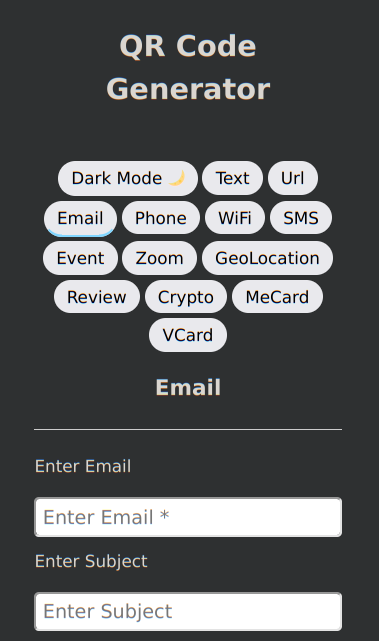 QR Code
Generator
Dark Mode 🌙 Text Url
Email Phone WiFi SMS
Event Zoom GeoLocation
Review Crypto MeCard
VCard
Email
Enter Email
Enter Email *
Enter Subject
Enter Subject